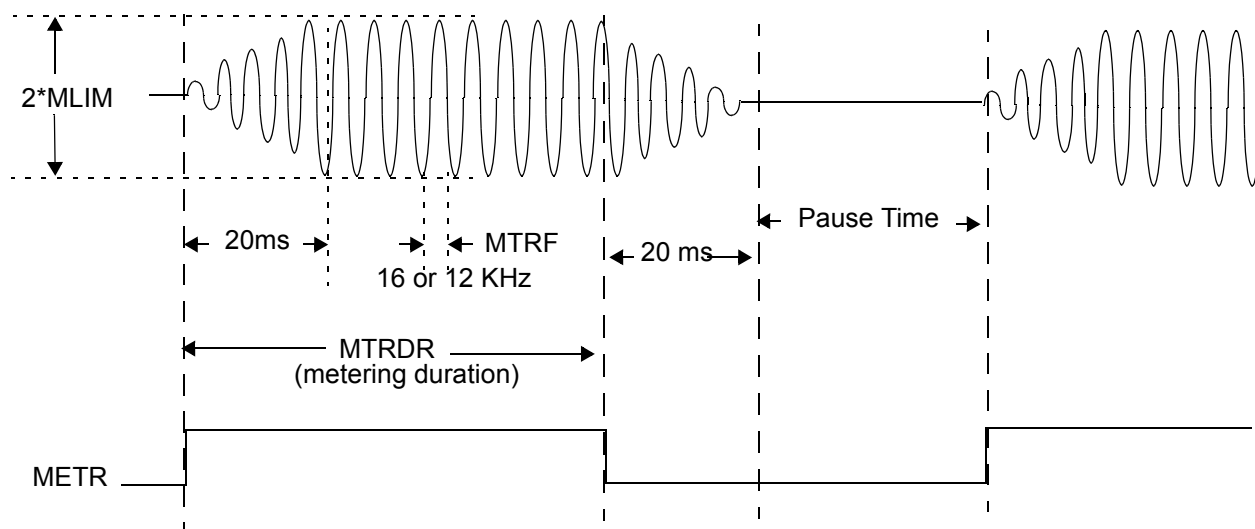 2*MLIM
20ms
MTRF
16 or 12 KHz
20 ms
Pause Time
MTRDR
(metering duration)
METR